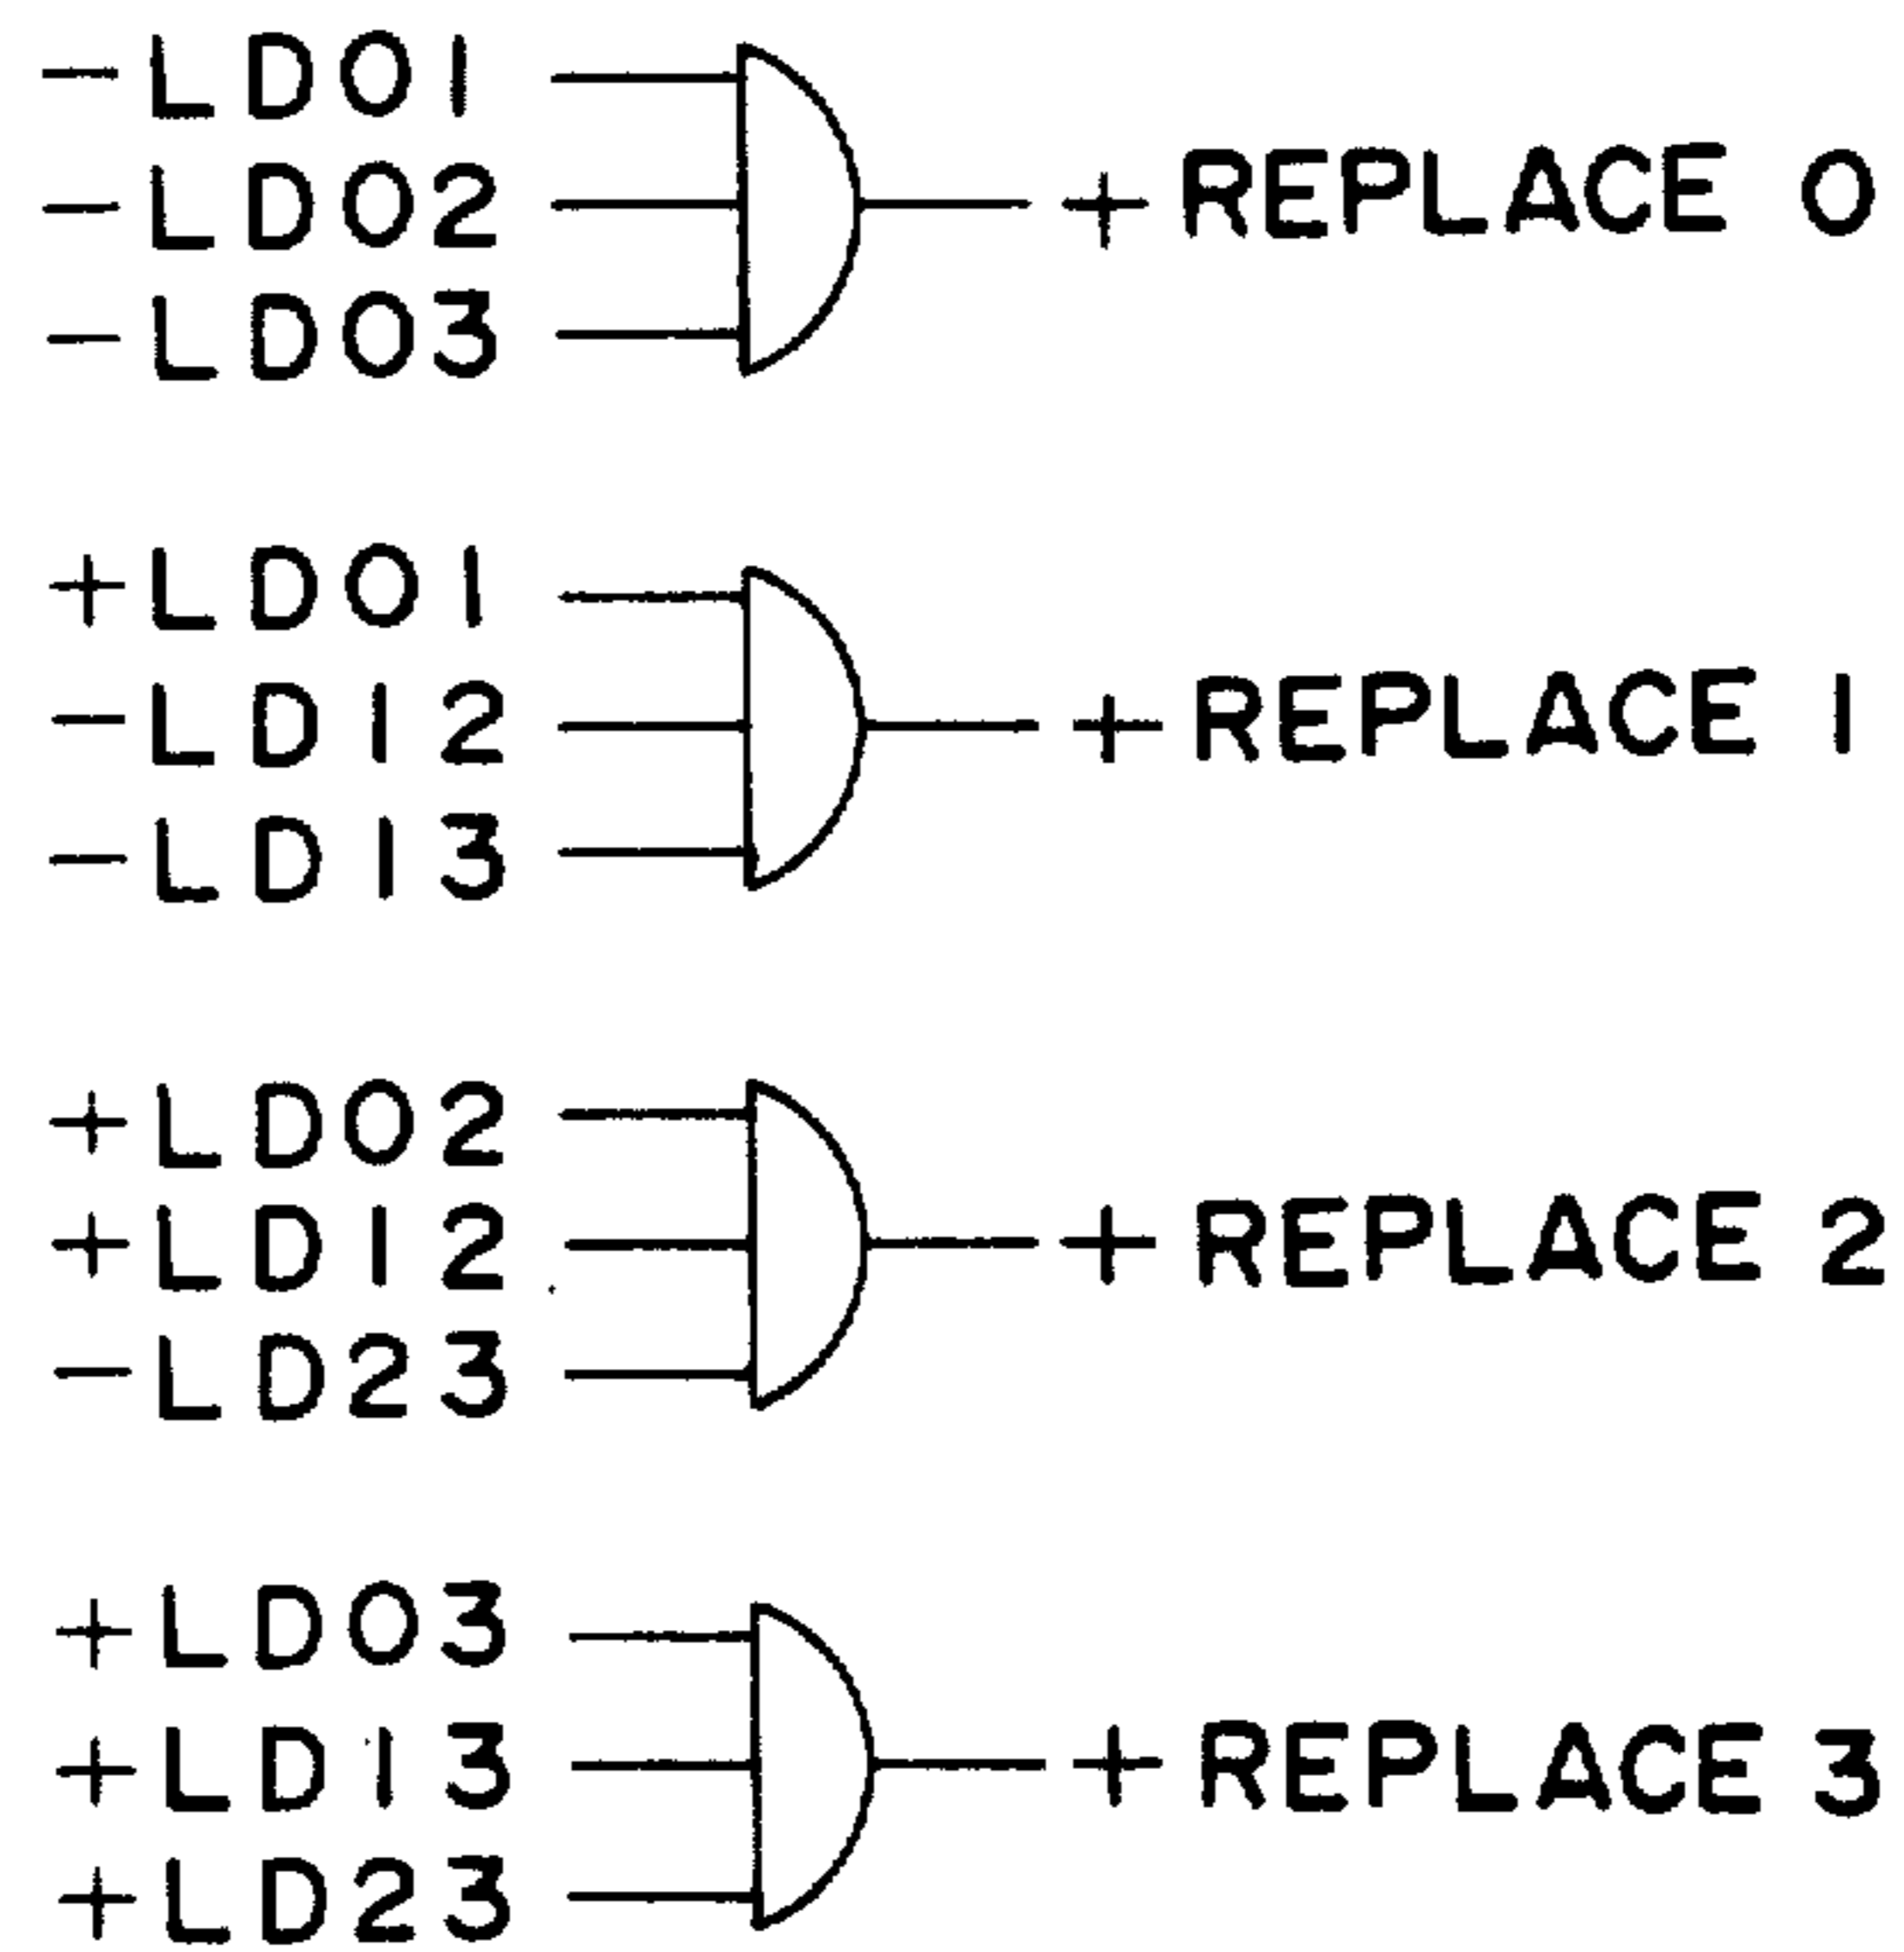 -LD01
-LD02 +REPLACE 0
-LD03
+LD01
-LD12 +REPLACE 1
-LD13
+LD02
+LD12 +REPLACE 2
-LD23
+LD03
+LD13 +REPLACE 3
+LD23